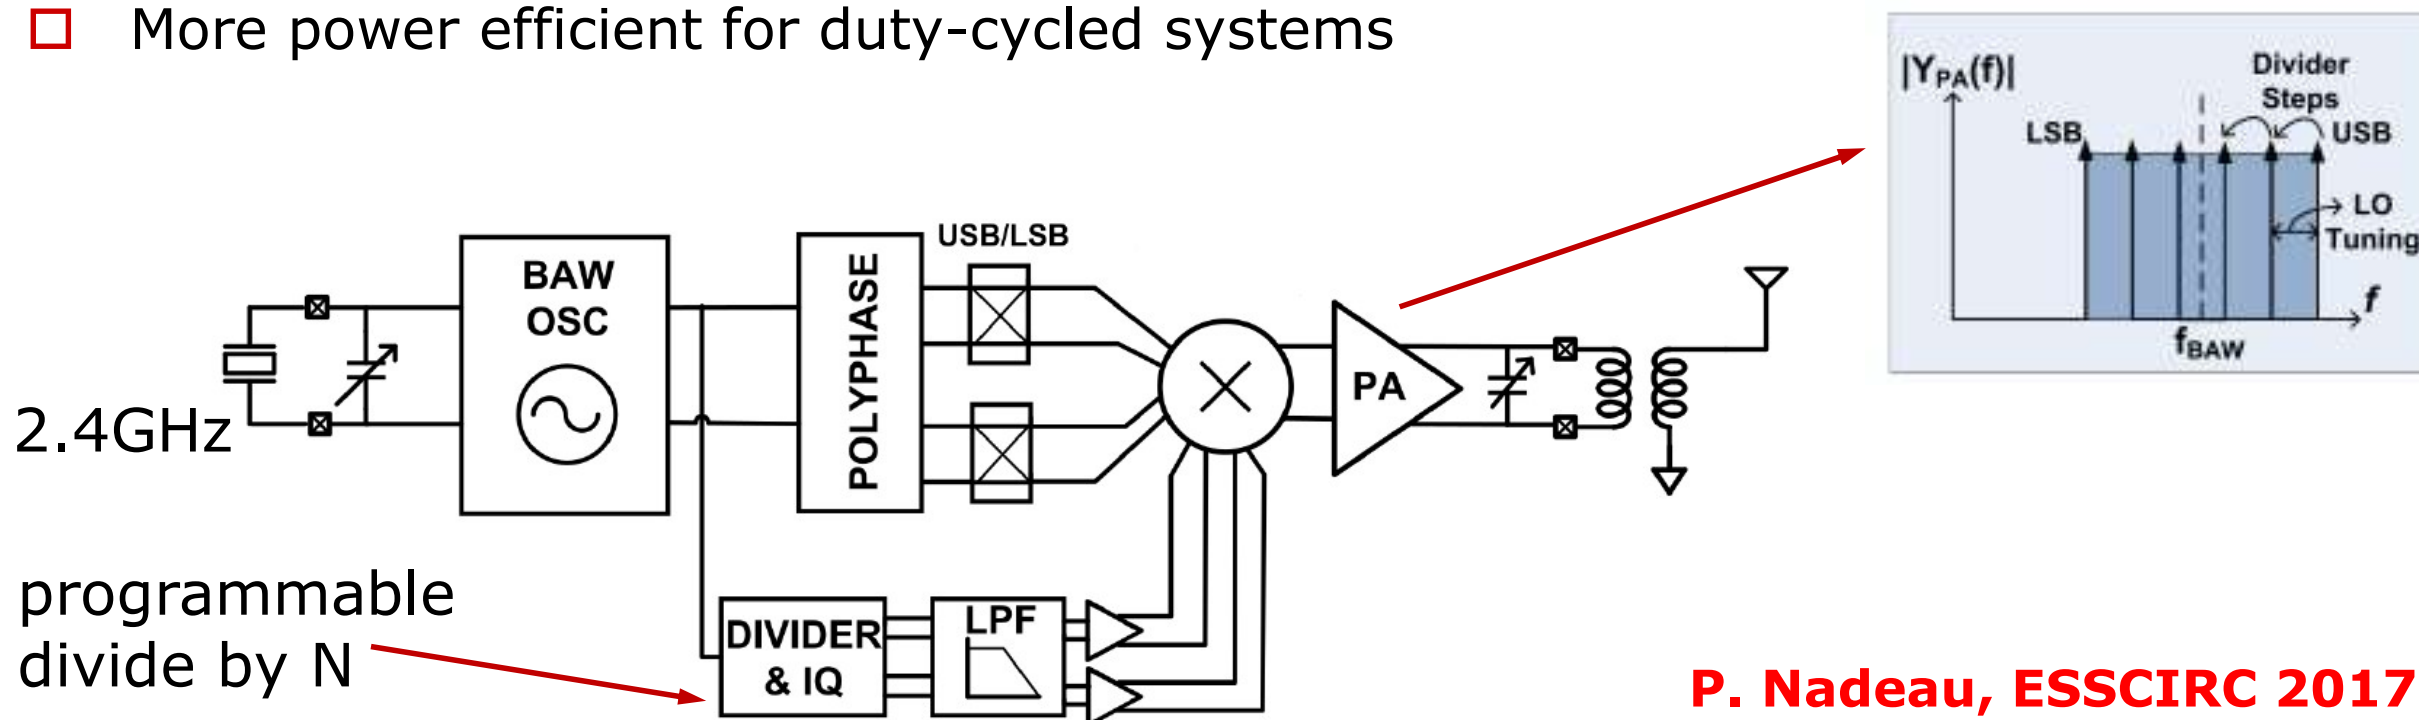 More power efficient for duty-cycled systems
|YPA(f)|
Divider
Steps
LSB
USB
LO
Tuning
f
fBAW
USB/LSB
BAW
OSC
POLYPHASE
PA
2.4GHz
programmable
divide by N
DIVIDER
& IQ
LPF
P. Nadeau, ESSCIRC 2017